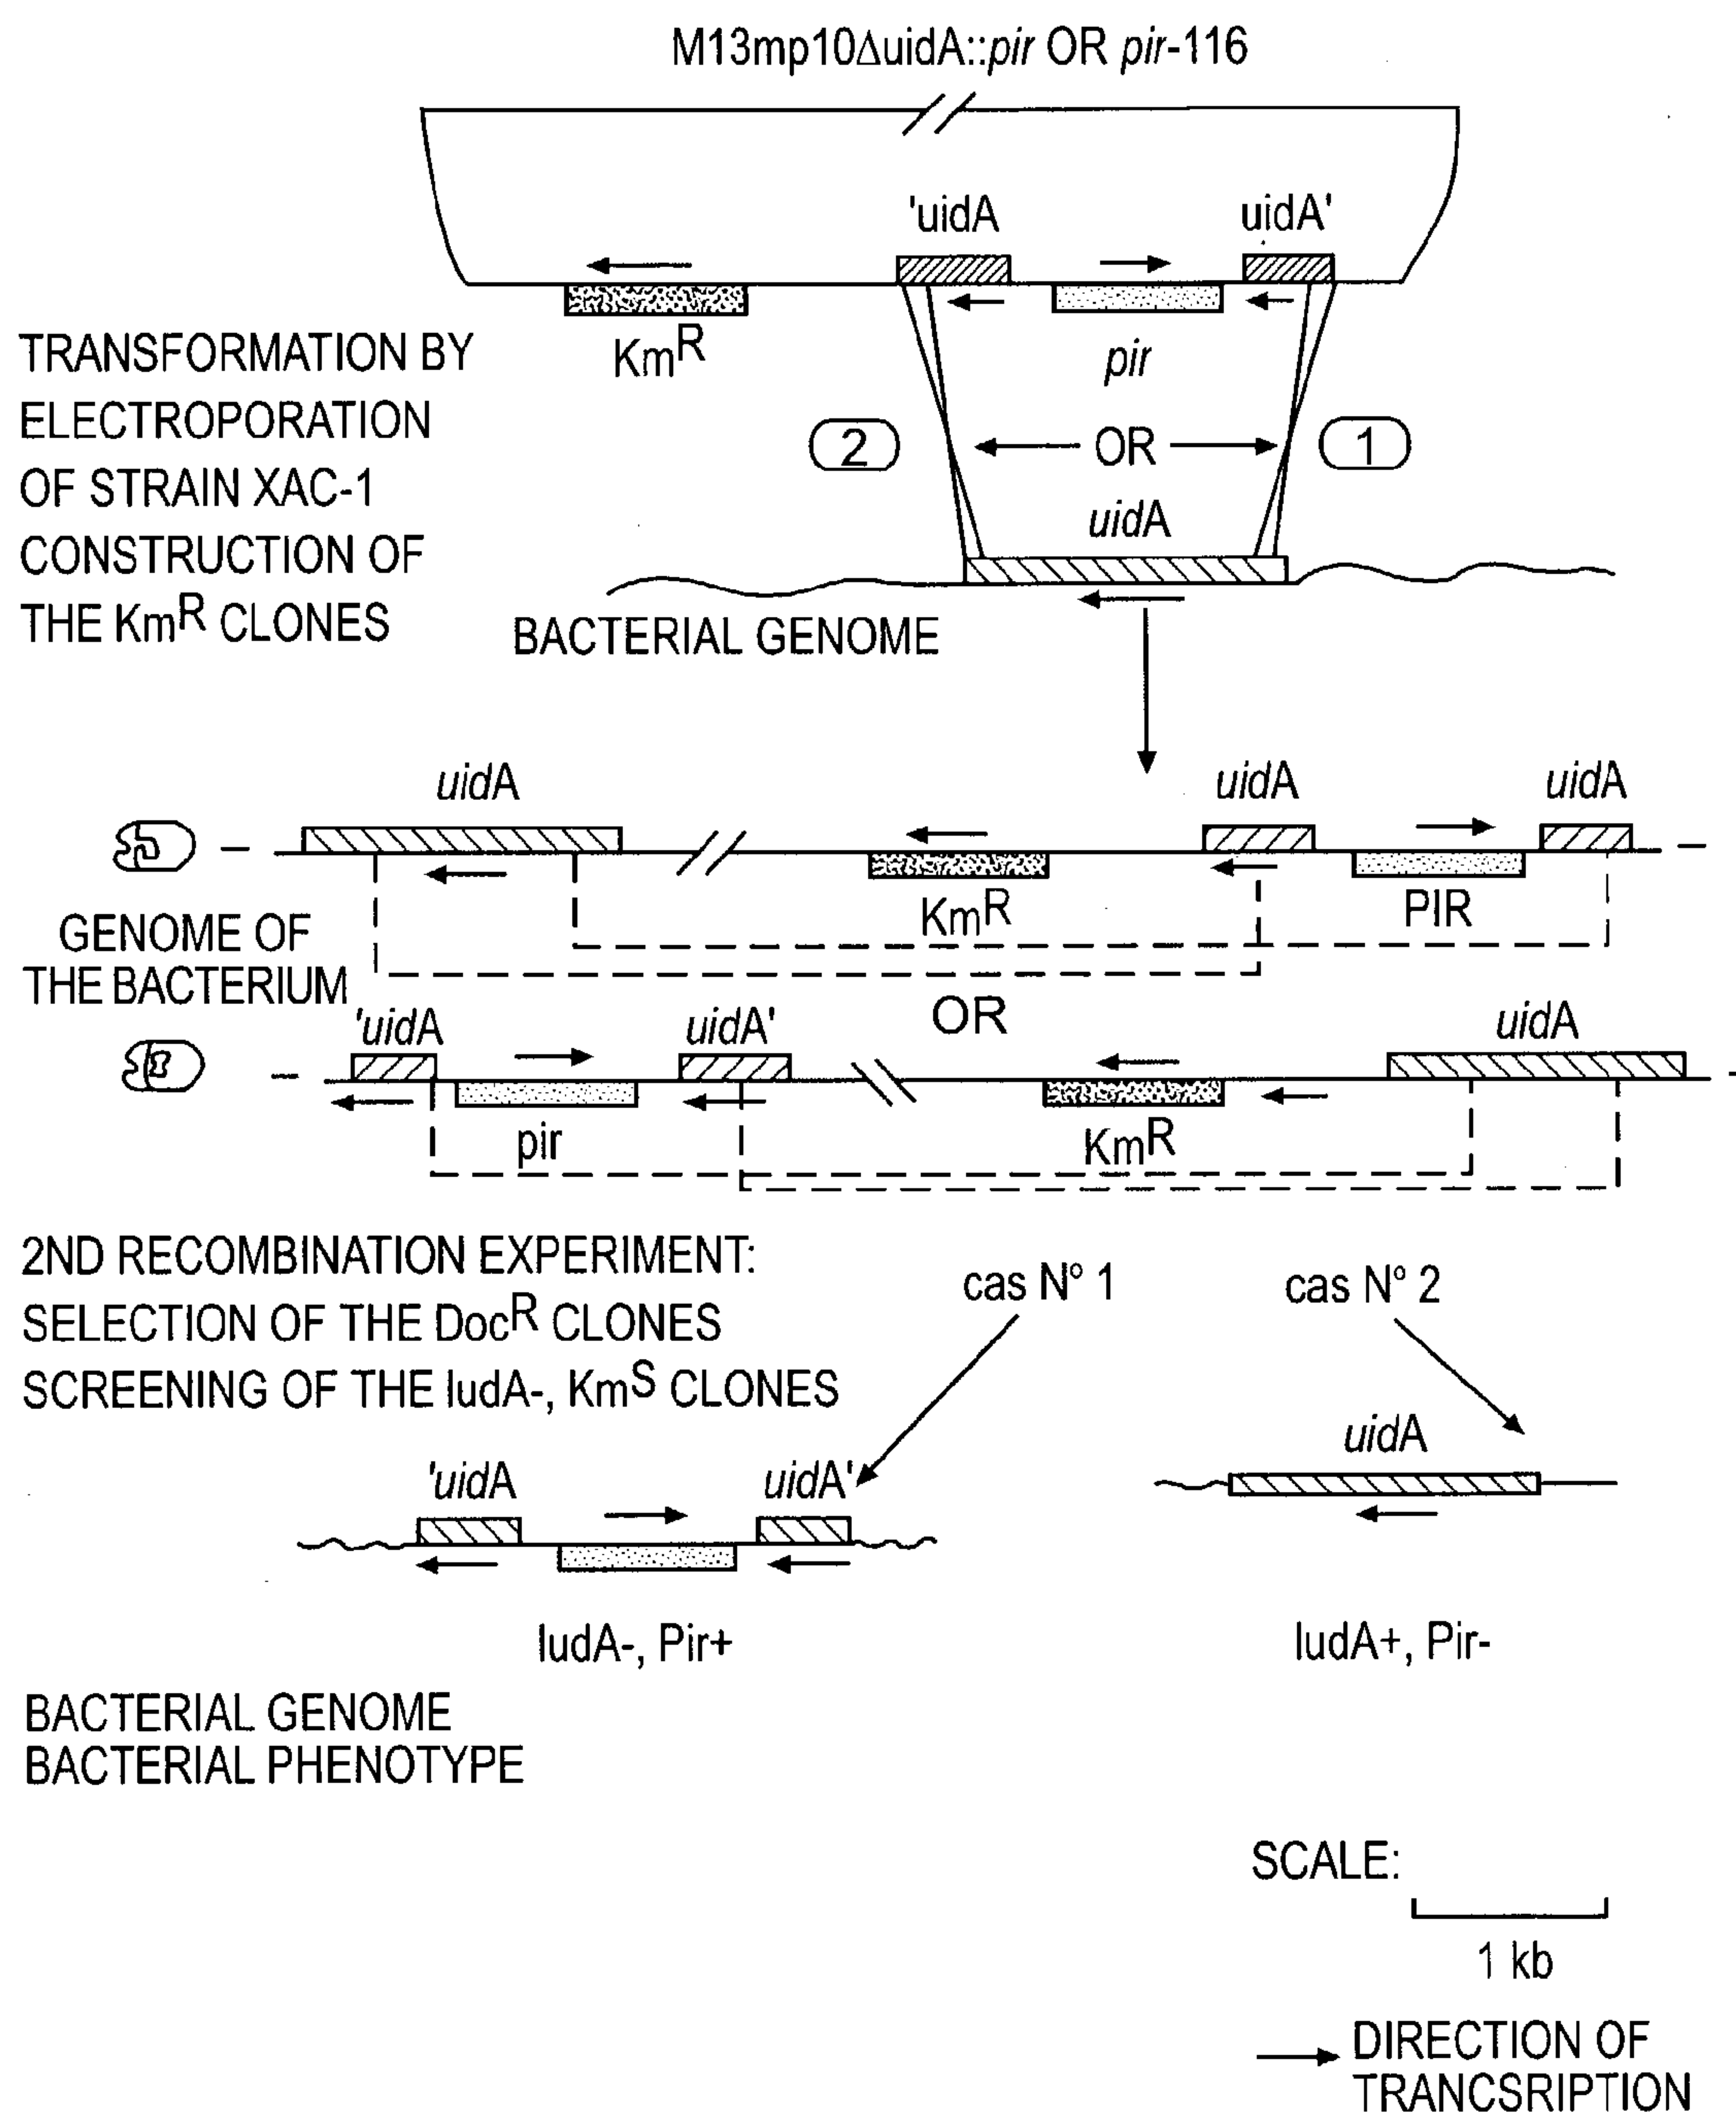 M13mp10ΔuidA::pir OR pir-116
'uidA
uidA'
KmR
pir
TRANSFORMATION BY
ELECTROPORATION
OF STRAIN XAC-1
CONSTRUCTION OF
THE KmR CLONES
2
OR
1
uidA
BACTERIAL GENOME
uidA
uidA
uidA
KmR
PIR
GENOME OF
THE BACTERIUM
OR
'uidA
uidA'
uidA
pir
KmR
2ND RECOMBINATION EXPERIMENT:
SELECTION OF THE DocR CLONES
SCREENING OF THE IudA-, KmS CLONES
cas N° 1
cas N° 2
'uidA
uidA'
uidA
IudA-, Pir+
IudA+, Pir-
BACTERIAL GENOME
BACTERIAL PHENOTYPE
SCALE:
1 kb
DIRECTION OF
TRANCSRIPTION